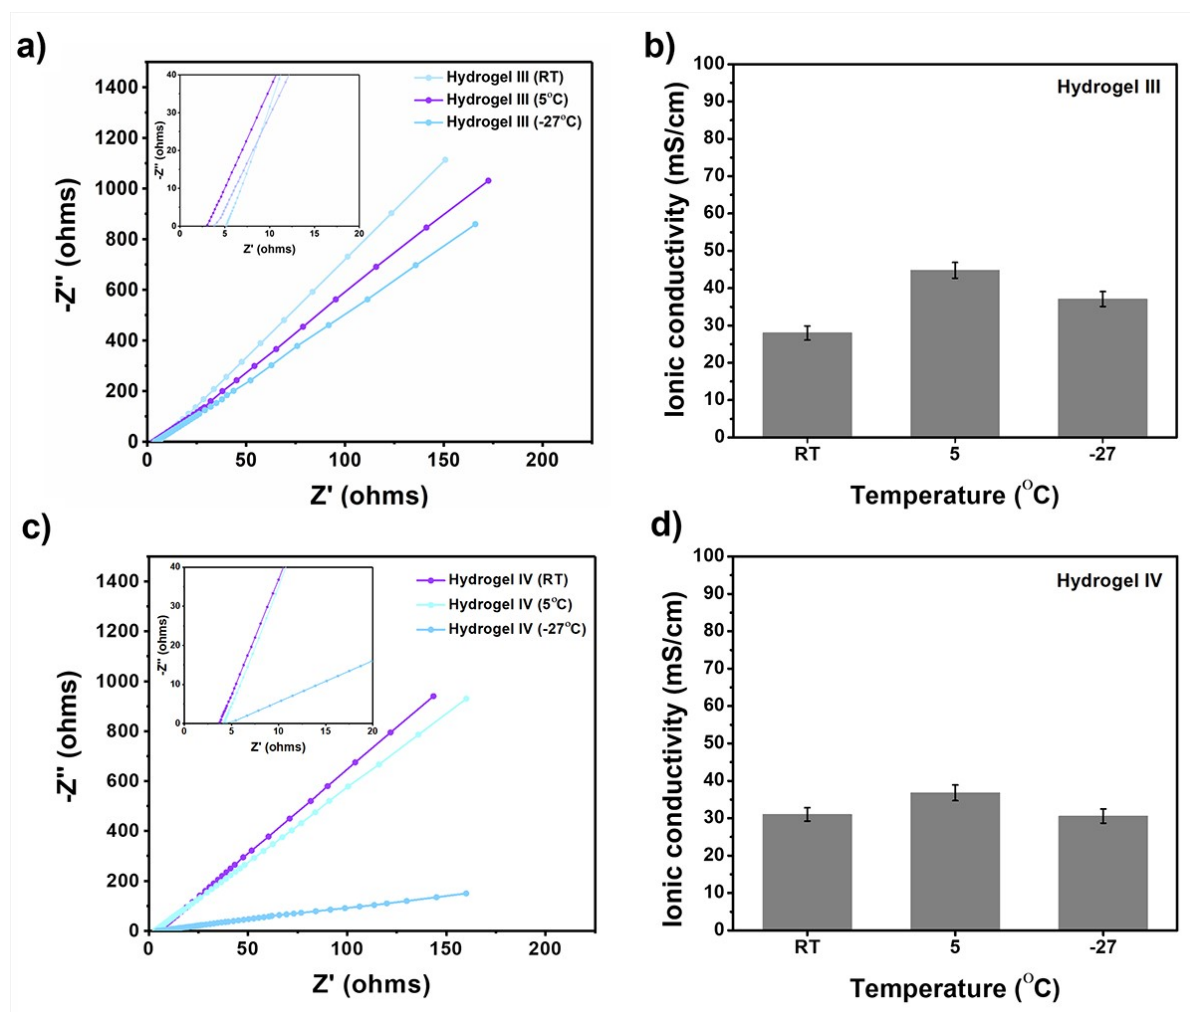 a)
1400
1200
1000
800
600
400
200
0
-Z'' (ohms)
0 50 100 150 200
Z' (ohms)
Hydrogel III (RT)
Hydrogel III (5°C)
Hydrogel III (-27°C)
40
30
20
10
0
-Z'' (ohms)
0 5 10 15 20
Z' (ohms)
b)
100
90
80
70
60
50
40
30
20
10
0
Ionic conductivity (mS/cm)
Hydrogel III
RT 5 -27
Temperature (°C)
c)
1400
1200
1000
800
600
400
200
0
-Z'' (ohms)
0 50 100 150 200
Z' (ohms)
Hydrogel IV (RT)
Hydrogel IV (5°C)
Hydrogel IV (-27°C)
40
30
20
10
0
-Z'' (ohms)
0 5 10 15 20
Z' (ohms)
d)
100
90
80
70
60
50
40
30
20
10
0
Ionic conductivity (mS/cm)
Hydrogel IV
RT 5 -27
Temperature (°C)